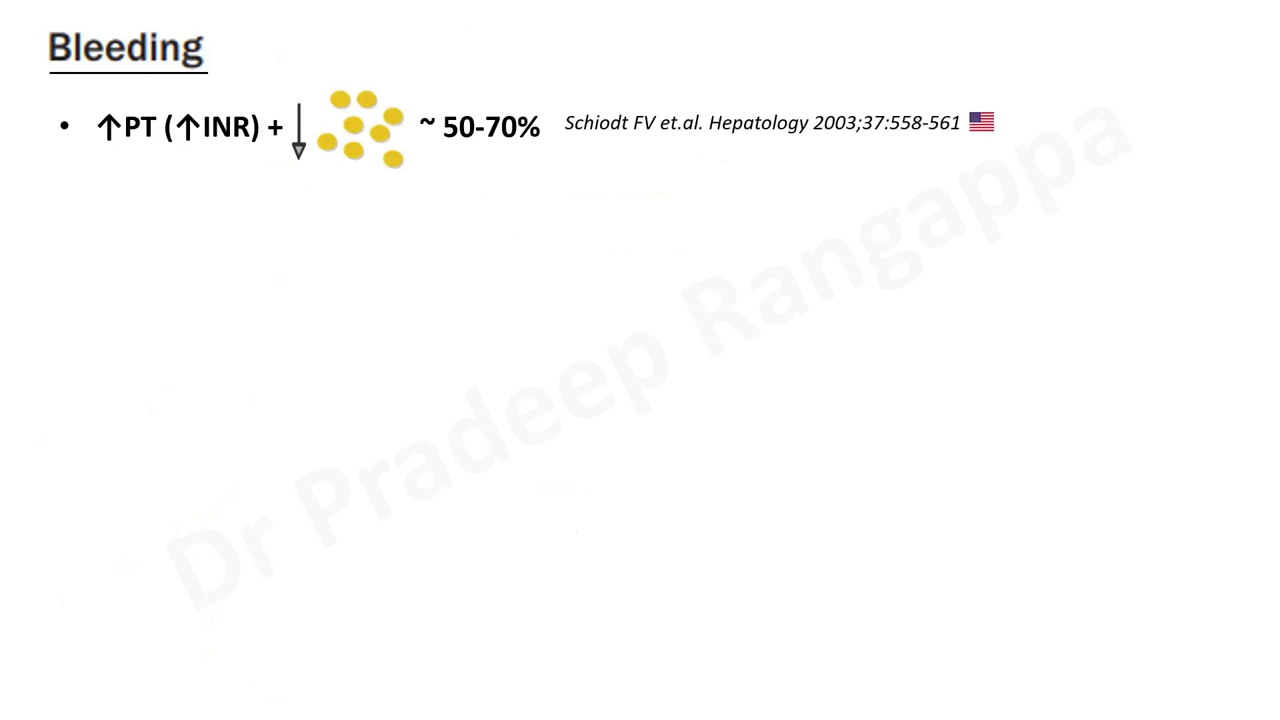 Bleeding
• ↑PT (↑INR) + ~ 50-70% Schiodt FV et.al. Hepatology 2003;37:558-561
Dr Pradeep Rangappa